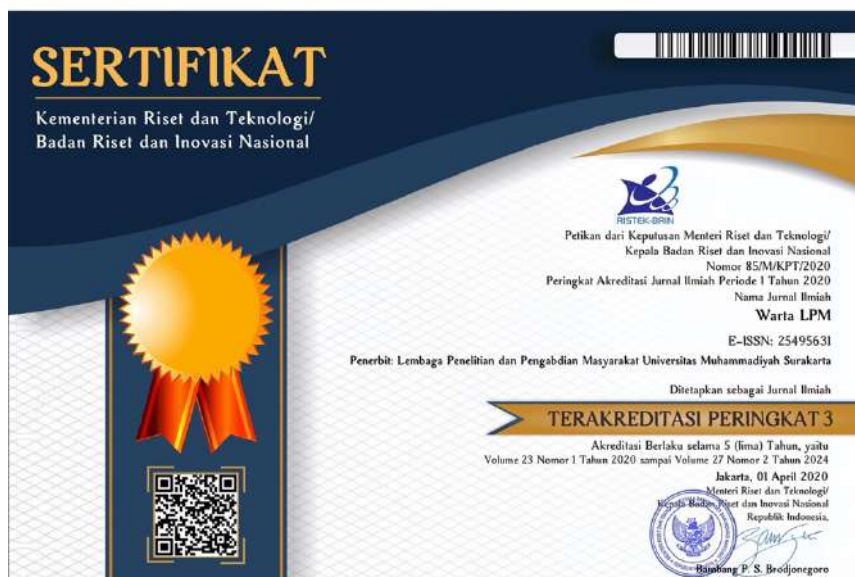 SERTIFIKAT
Kementerian Riset dan Teknologi/
Badan Riset dan Inovasi Nasional
RISTEK-BRIN
Petikan dari Keputusan Menteri Riset dan Teknologi/
Kepala Badan Riset dan Inovasi Nasional
Nomor 85/M/KPT/2020
Peringkat Akreditasi Jurnal Ilmiah Periode I Tahun 2020
Nama Jurnal Ilmiah
Warta LPM
E-ISSN: 25495631
Penerbit: Lembaga Penelitian dan Pengabdian Masyarakat Universitas Muhammadiyah Surakarta
Ditetapkan sebagai Jurnal Ilmiah
TERAKREDITASI PERINGKAT 3
Akreditasi Berlaku selama 5 (lima) Tahun, yaitu
Volume 23 Nomor 1 Tahun 2020 sampai Volume 27 Nomor 2 Tahun 2024
Jakarta, 01 April 2020
Menteri Riset dan Teknologi/
Kepala Badan Riset dan Inovasi Nasional
Republik Indonesia,
Bambang P. S. Brodjonegoro